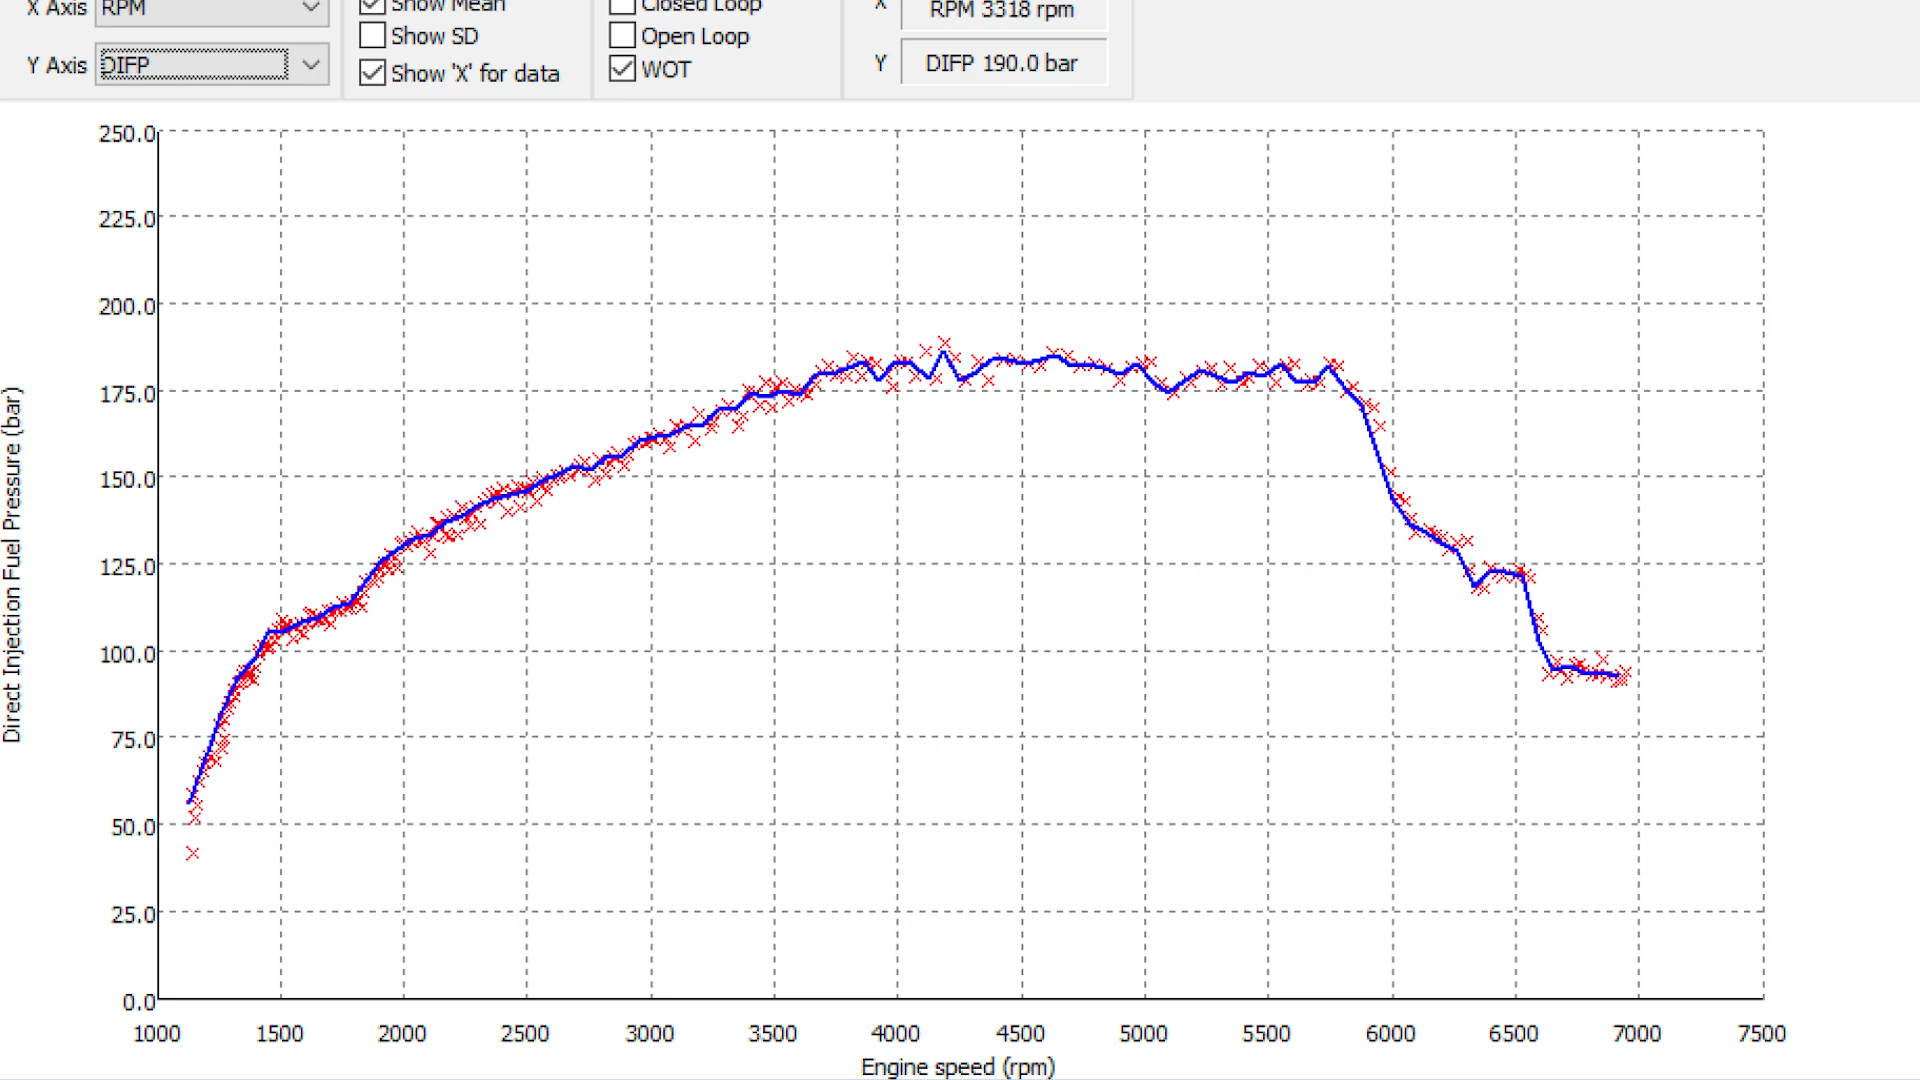 X Axis RPM
Show Mean
Closed Loop
X RPM 3318 rpm
Show SD
Open Loop
Y Axis DIFP
Show 'X' for data
WOT
Y DIFP 190.0 bar
250.0
225.0
200.0
175.0
150.0
125.0
100.0
75.0
50.0
25.0
0.0
Direct Injection Fuel Pressure (bar)
1000 1500 2000 2500 3000 3500 4000 4500 5000 5500 6000 6500 7000 7500
Engine speed (rpm)